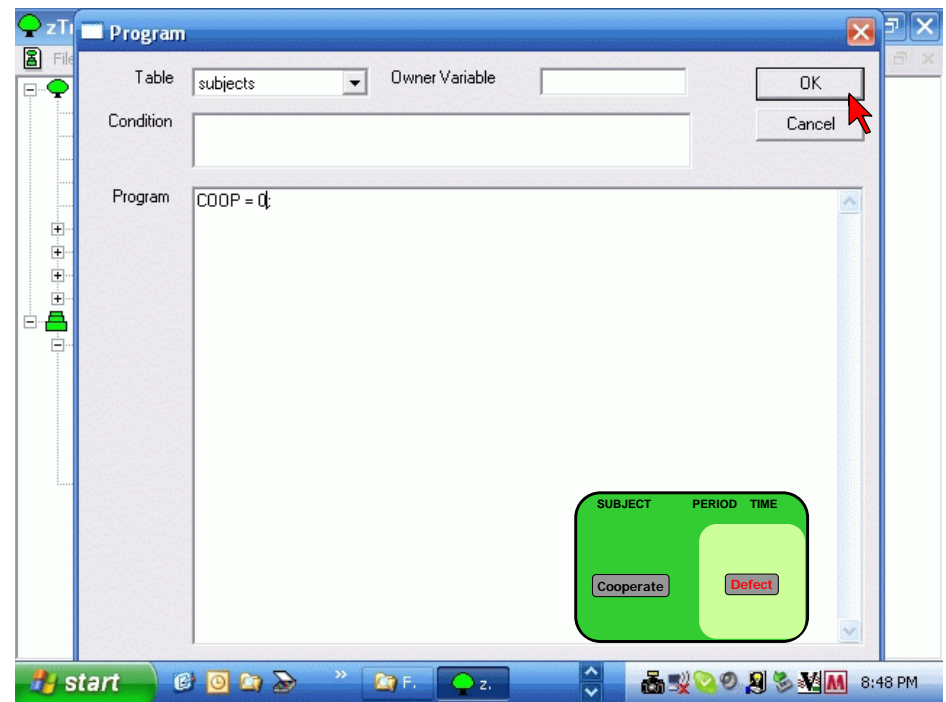 zTr
Program
File
Table
subjects
Owner Variable
OK
Condition
Cancel
Program
COOP = 0;
SUBJECT PERIOD TIME
Cooperate
Defect
start
»
F.
z.
8:48 PM